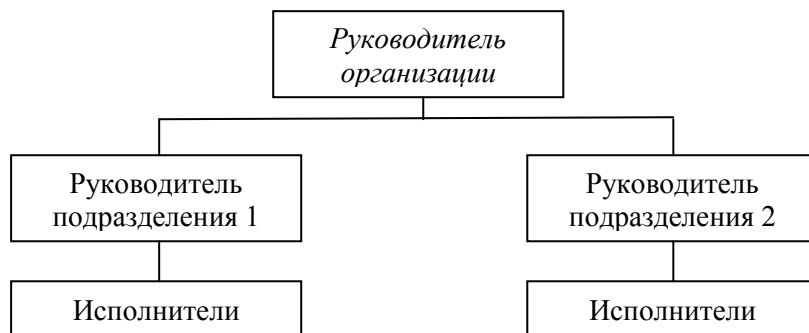 Руководитель
организации
Руководитель
подразделения 1
Руководитель
подразделения 2
Исполнители
Исполнители